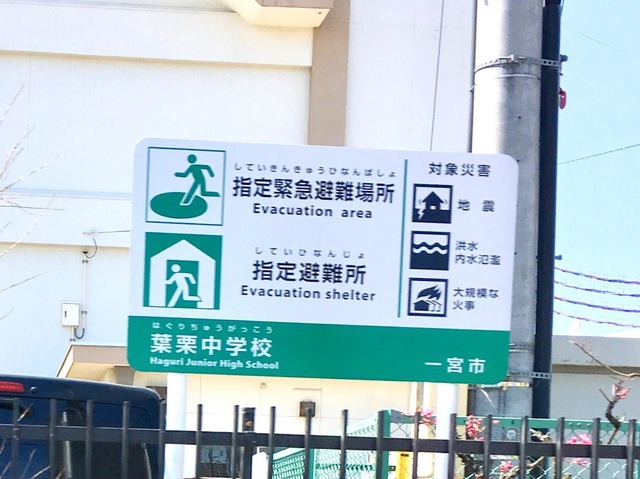 していきんきゅうひなんばしょ
指定緊急避難場所
Evacuation area
していひなんじょ
指定避難所
Evacuation shelter
対象災害
地震
洪水
内水氾濫
大規模な
火事
はぐりちゅうがっこう
葉栗中学校
Haguri Junior High School
一宮市